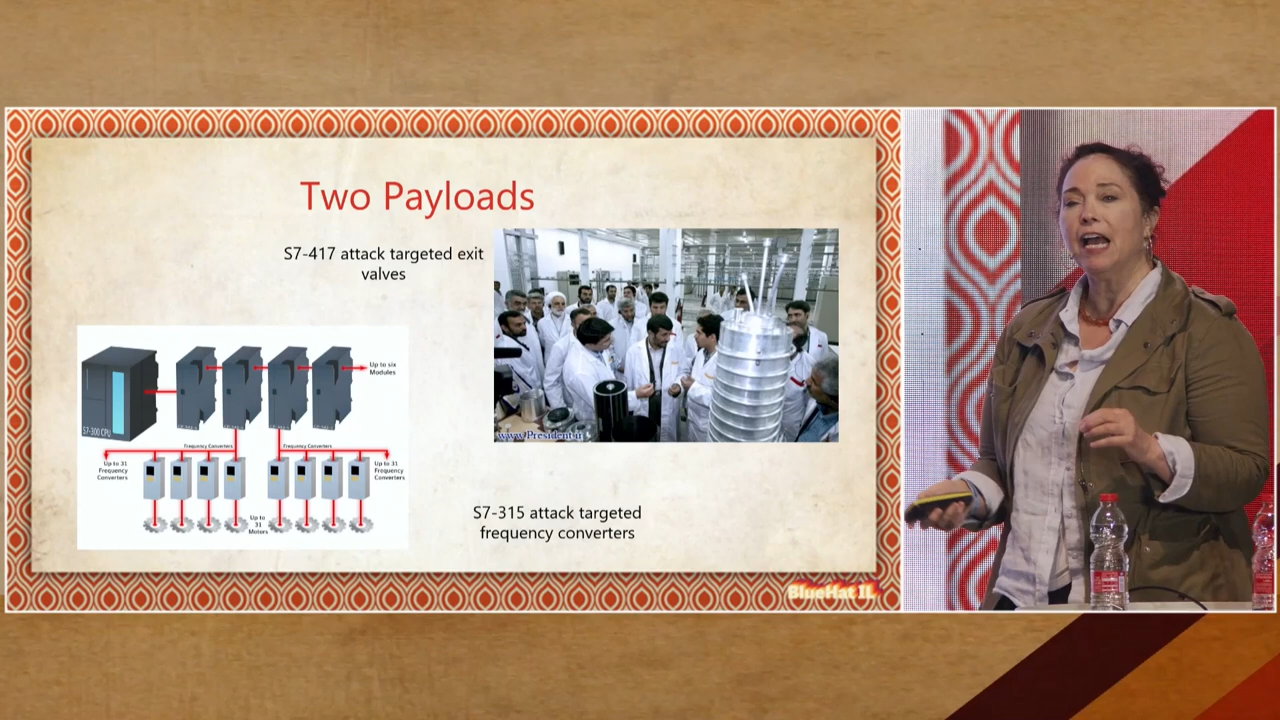 Two Payloads
S7-417 attack targeted exit
valves
Up to six
Modules
S7-300 CPU
Frequency Converters
Frequency Converters
Up to 31
Frequency
Converters
Up to 31
Frequency
Converters
Up to
31
Motors
www.President.ir
S7-315 attack targeted
frequency converters
BlueHat IL